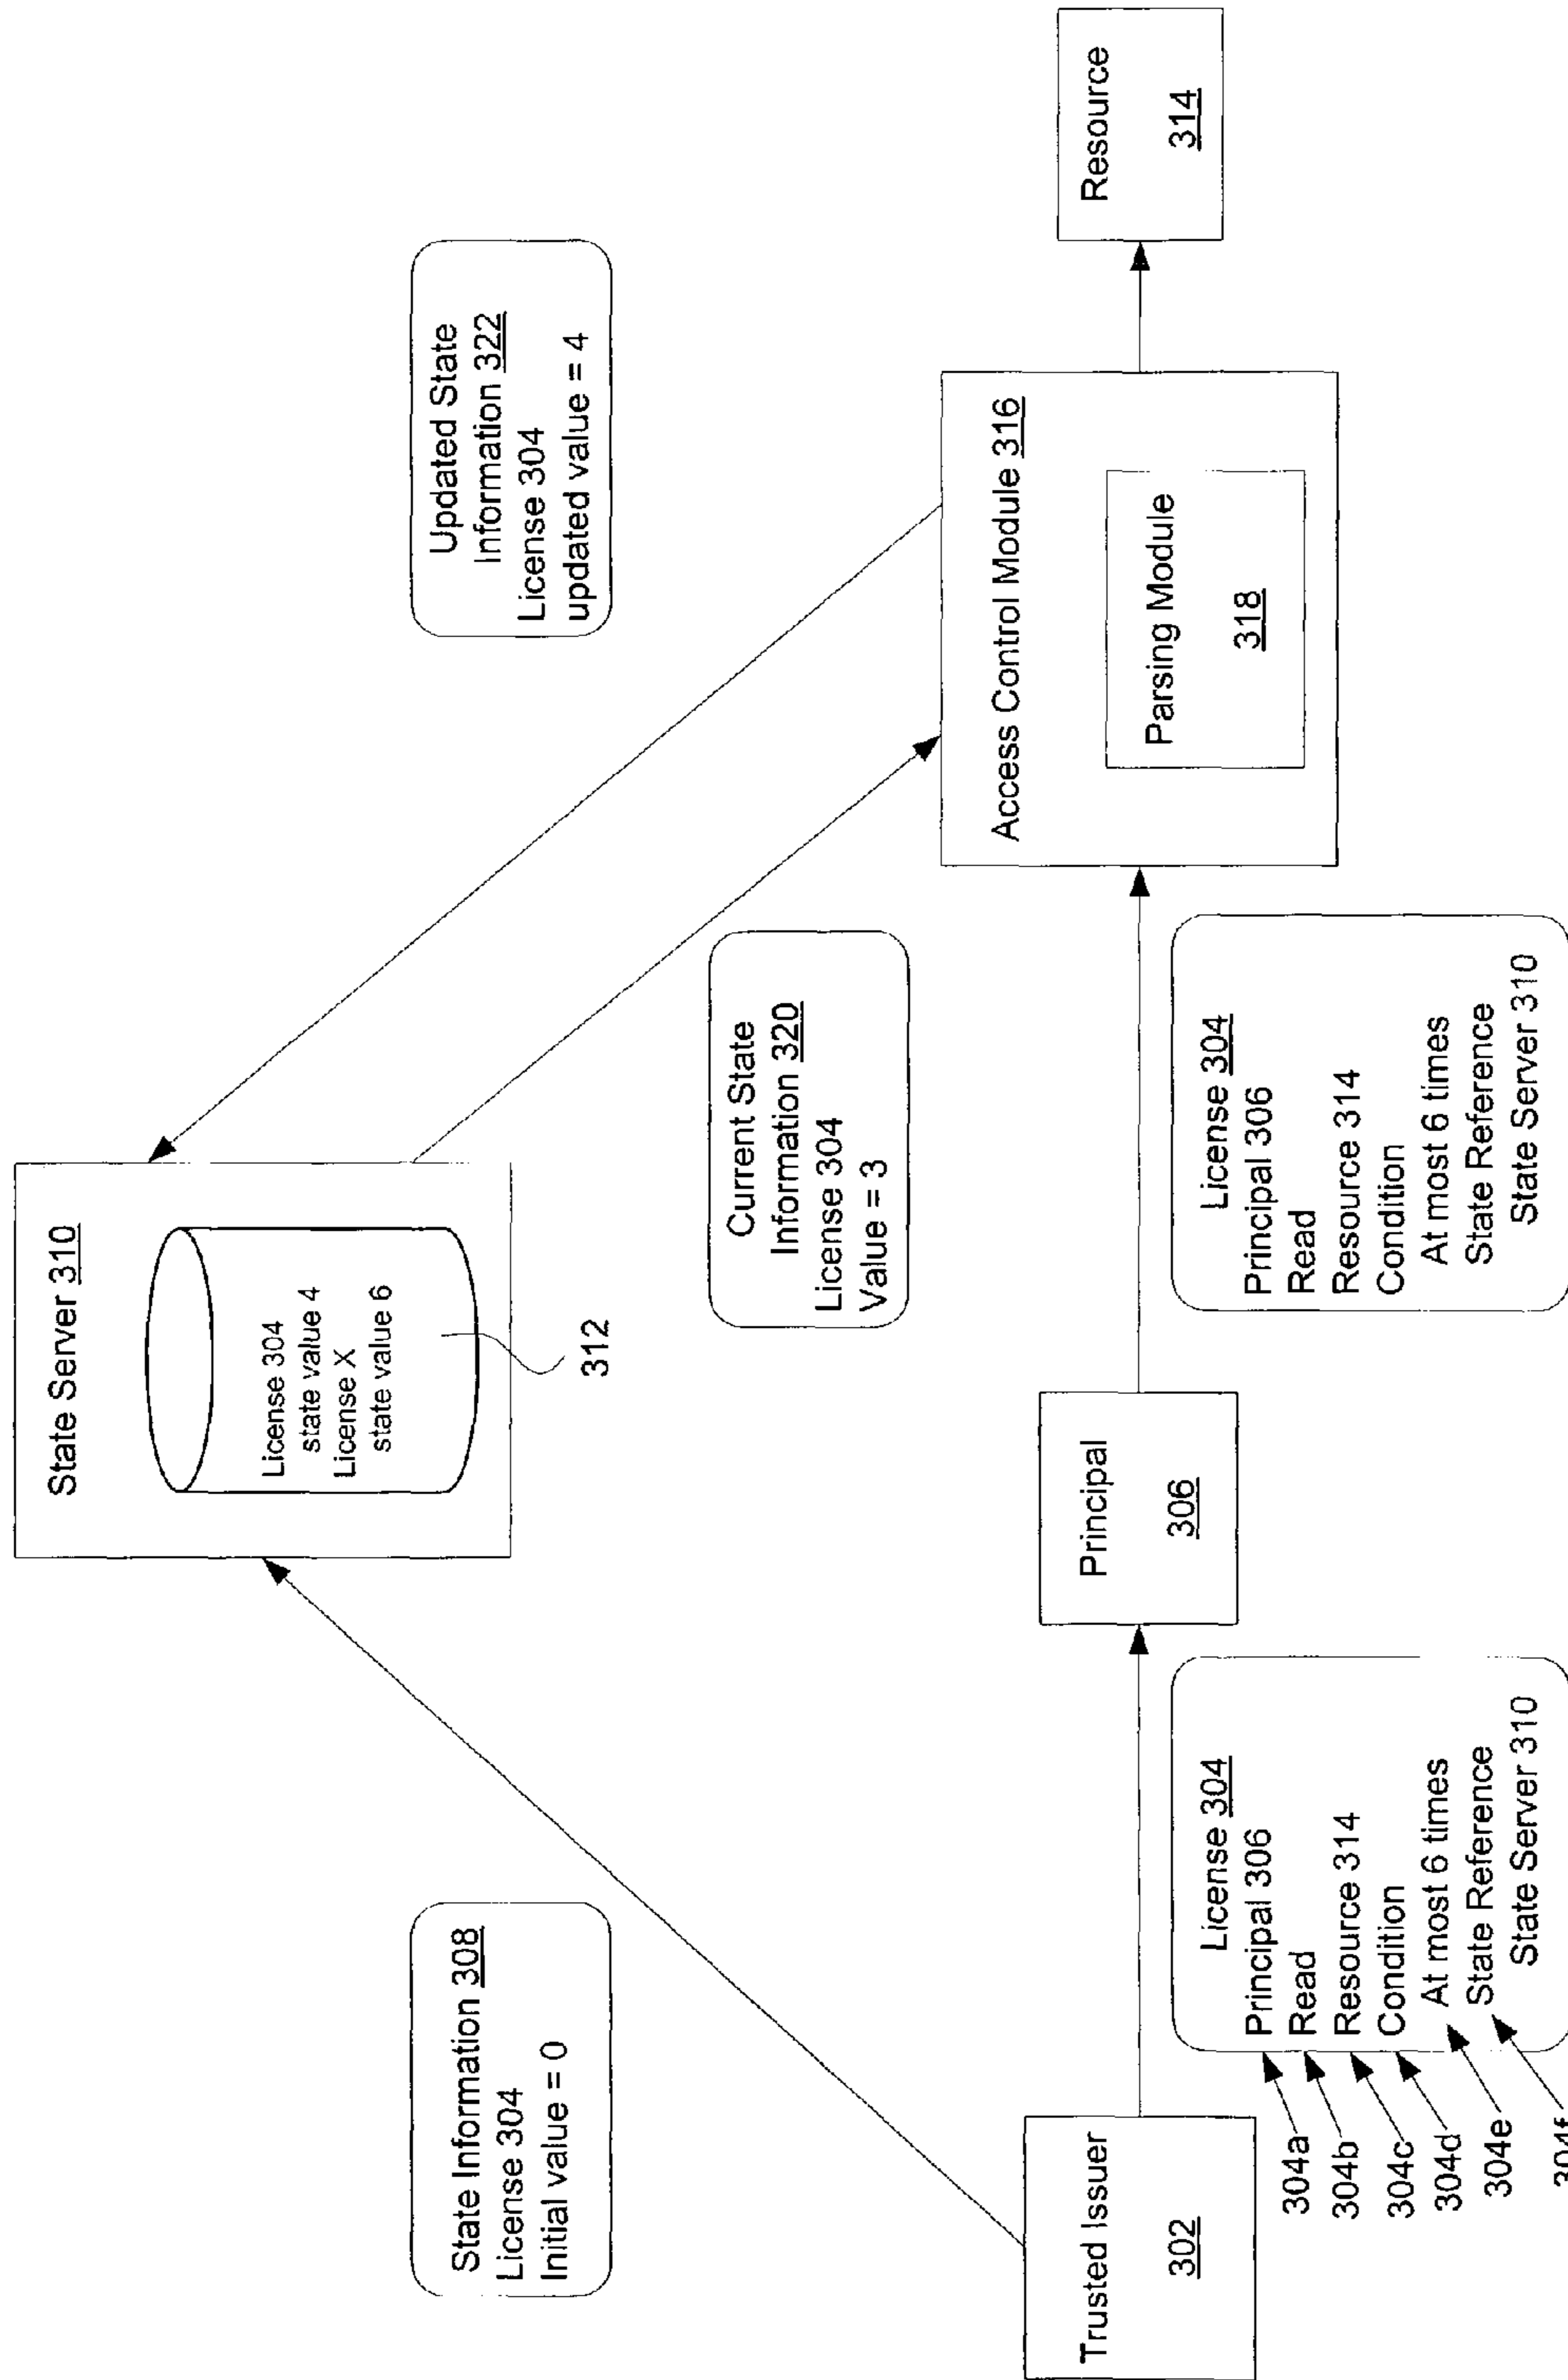 State Server 310
License 304
state value 4
License X
state value 6
312
State Information 308
License 304
Initial value = 0
Updated State
Information 322
License 304
updated value = 4
Current State
Information 320
License 304
Value = 3
Trusted Issuer
302
Principal
306
Access Control Module 316
Parsing Module
318
Resource
314
License 304
Principal 306
Read
Resource 314
Condition
At most 6 times
State Reference
State Server 310
304a
304b
304c
304d
304e
304f
License 304
Principal 306
Read
Resource 314
Condition
At most 6 times
State Reference
State Server 310